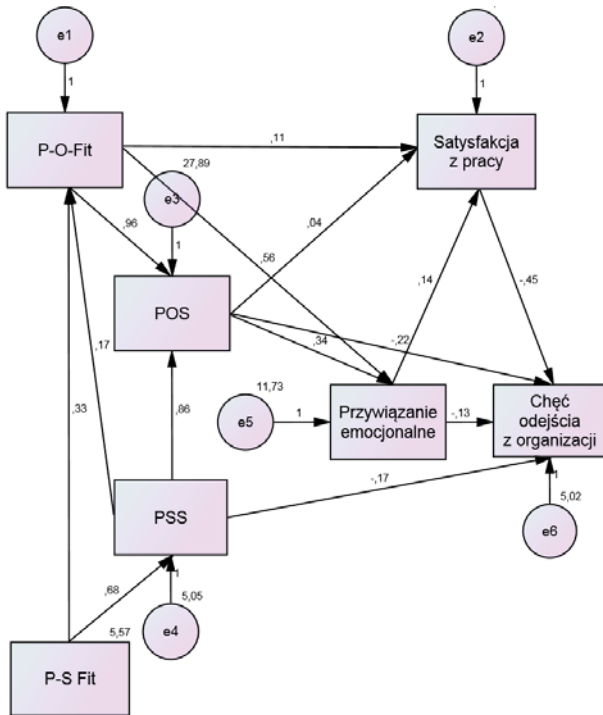 e1
e2
1
1
P-O-Fit
,11
Satysfakcja
z pracy
27,89
e3
,96
1
,04
,56
POS
,14
-,45
,17
,34
-,22
,33
,86
11,73
e5
1
Przywiązanie
emocjonalne
-,13
Chęć
odejścia
z organizacji
PSS
-,17
1
5,02
e6
,68
1
5,05
e4
5,57
P-S Fit